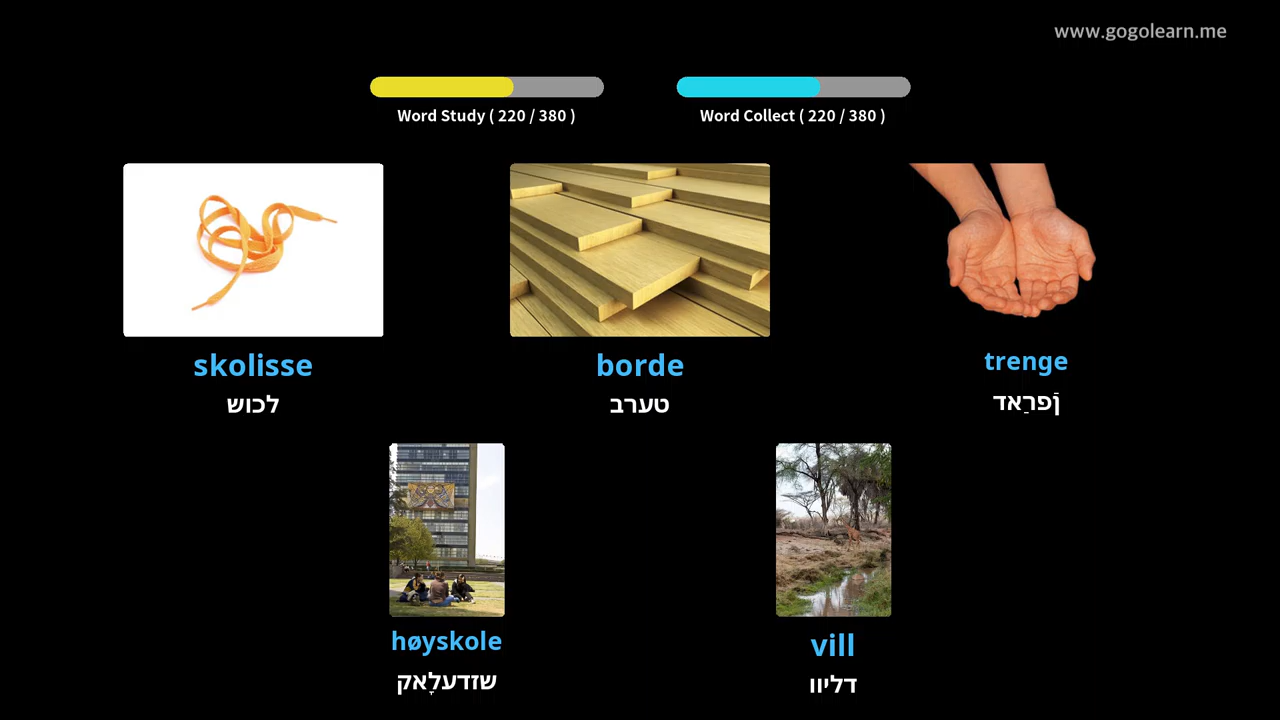 www.gogolearn.me
Word Study ( 220 / 380 )
Word Collect ( 220 / 380 )
skolisse
לכוש
borde
טערב
trenge
ןֿפרַאד
høyskole
שזדעלָאק
vill
דליוו